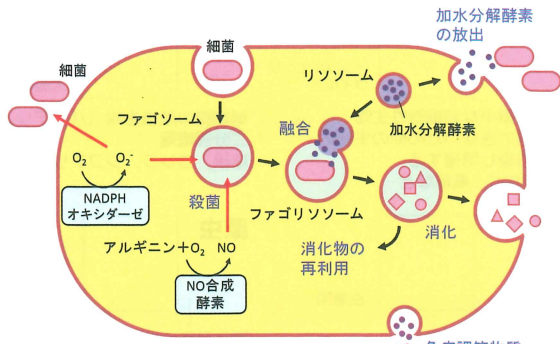 加水分解酵素
の放出
細菌
細菌
リソソーム
ファゴソーム
融合
加水分解酵素
O₂
O₂⁻
NADPH
オキシダーゼ
殺菌
ファゴリソソーム
アルギニン+O₂
NO
消化物の
再利用
消化
NO合成
酵素